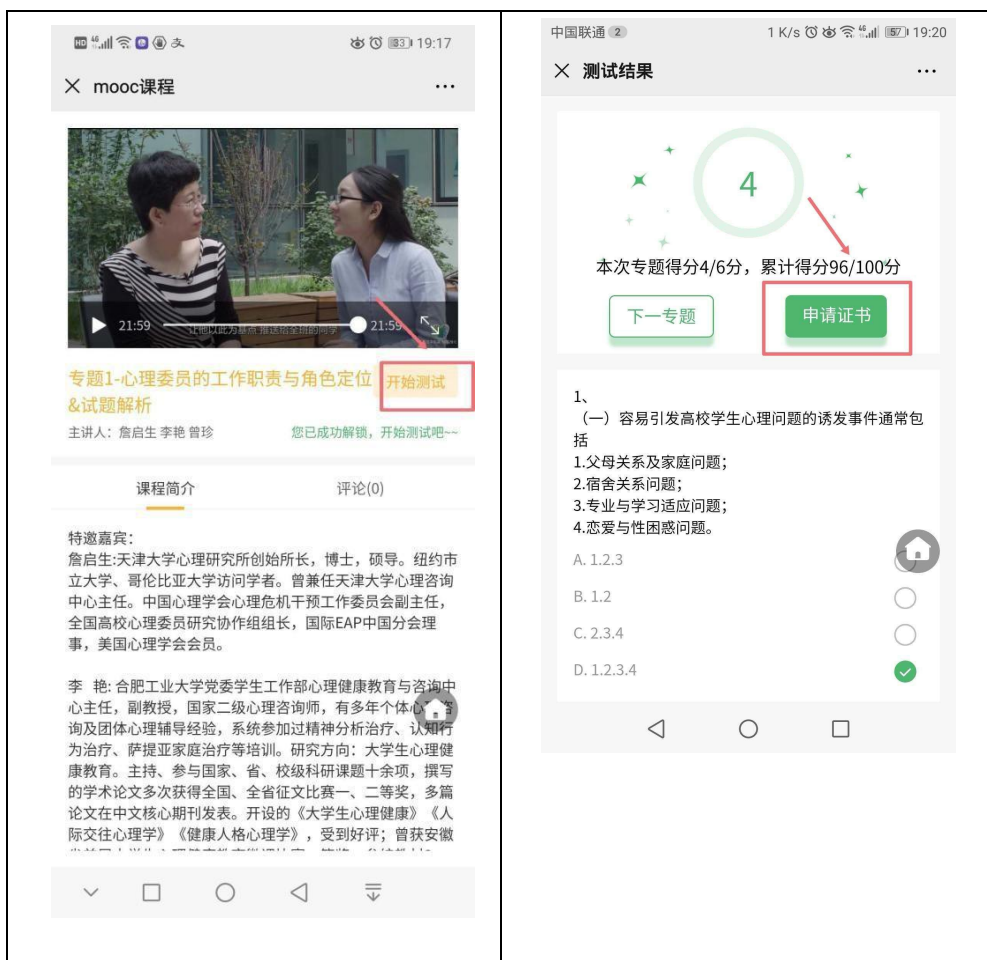 HD 46 支 83 19:17
mooc课程
21:59 让他以此为基点 推送给全班的同学 21:59
专题1-心理委员的工作职责与角色定位 开始测试
&试题解析
主讲人：詹启生 李艳 曾珍 您已成功解锁，开始测试吧~~
课程简介 评论(0)
特邀嘉宾：
詹启生:天津大学心理研究所创始所长，博士，硕导。纽约市
立大学、哥伦比亚大学访问学者。曾兼任天津大学心理咨询
中心主任。中国心理学会心理危机干预工作委员会副主任，
全国高校心理委员研究协作组组长，国际EAP中国分会理
事，美国心理学会会员。
李 艳: 合肥工业大学党委学生工作部心理健康教育与咨询中
心主任，副教授，国家二级心理咨询师，有多年个体心
询及团体心理辅导经验，系统参加过精神分析治疗、认知行
为治疗、萨提亚家庭治疗等培训。研究方向：大学生心理健
康教育。主持、参与国家、省、校级科研课题十余项，撰写
的学术论文多次获得全国、全省征文比赛一、二等奖，多篇
论文在中文核心期刊发表。开设的《大学生心理健康》《人
际交往心理学》《健康人格心理学》，受到好评；曾获安徽
中国联通 2 1 K/s 46 57 19:20
测试结果
4
本次专题得分4/6分，累计得分96/100分
下一专题 申请证书
1、
（一）容易引发高校学生心理问题的诱发事件通常包
括
1.父母关系及家庭问题；
2.宿舍关系问题；
3.专业与学习适应问题；
4.恋爱与性困惑问题。
A. 1.2.3
B. 1.2
C. 2.3.4
D. 1.2.3.4